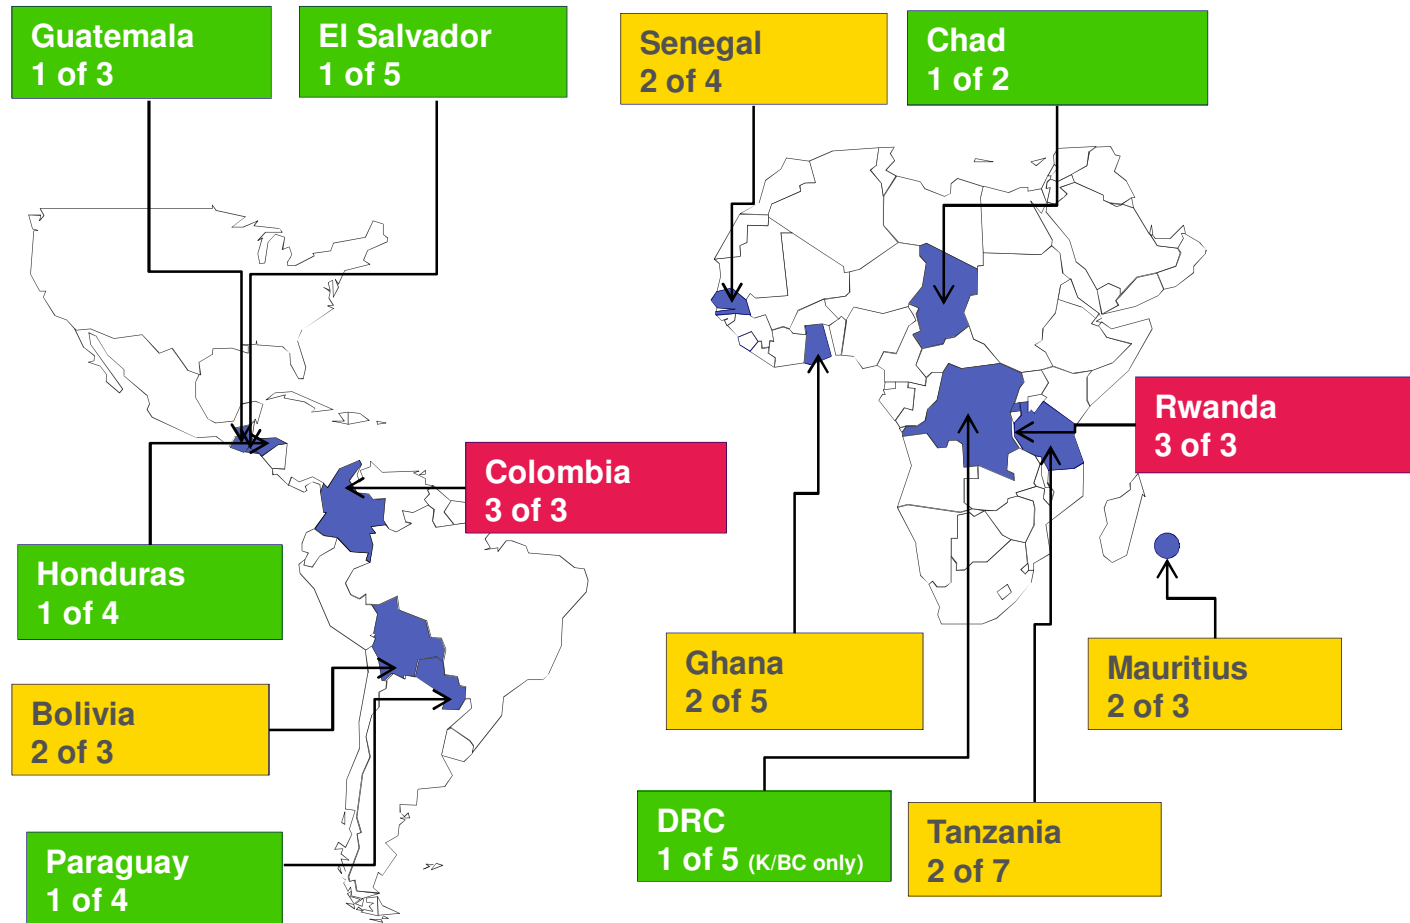 Guatemala
1 of 3
El Salvador
1 of 5
Senegal
2 of 4
Chad
1 of 2
Rwanda
3 of 3
Colombia
3 of 3
Honduras
1 of 4
Ghana
2 of 5
Mauritius
2 of 3
Bolivia
2 of 3
DRC
1 of 5 (K/BC only)
Tanzania
2 of 7
Paraguay
1 of 4